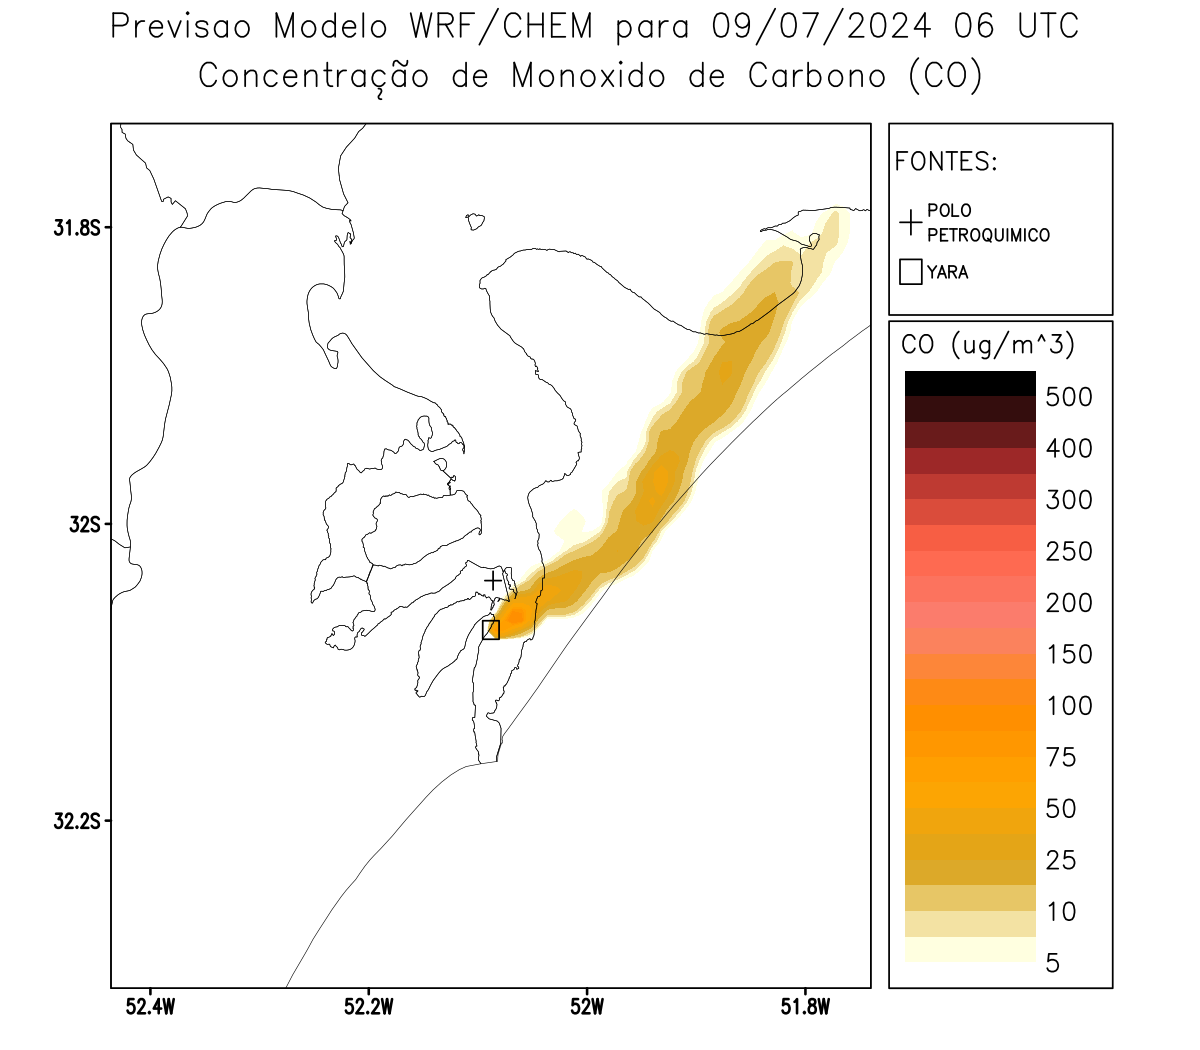 Previsao Modelo WRF/CHEM para 09/07/2024 06 UTC
Concentração de Monoxido de Carbono (CO)
FONTES:
POLO
PETROQUIMICO
YARA
CO (ug/m^3)
500
400
300
250
200
150
100
75
50
25
10
5
31.8S
32S
32.2S
52.4W
52.2W
52W
51.8W